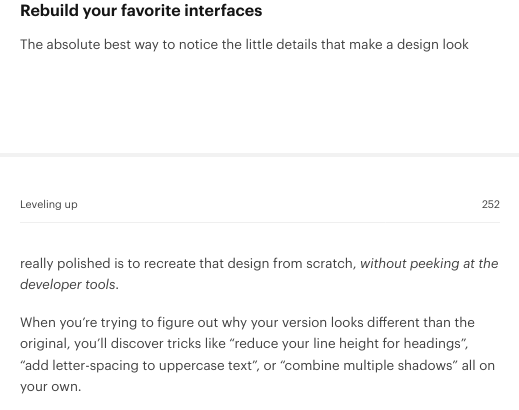 Rebuild your favorite interfaces
The absolute best way to notice the little details that make a design look
Leveling up 252
really polished is to recreate that design from scratch, without peeking at the
developer tools.
When you’re trying to figure out why your version looks different than the
original, you’ll discover tricks like “reduce your line height for headings”,
“add letter-spacing to uppercase text”, or “combine multiple shadows” all on
your own.